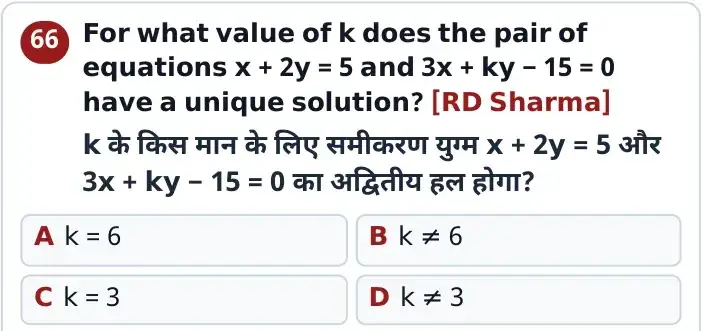 66 For what value of k does the pair of
equations x + 2y = 5 and 3x + ky − 15 = 0
have a unique solution? [RD Sharma]
k के किस मान के लिए समीकरण युग्म x + 2y = 5 और
3x + ky − 15 = 0 का अद्वितीय हल होगा?
A k = 6
B k ≠ 6
C k = 3
D k ≠ 3